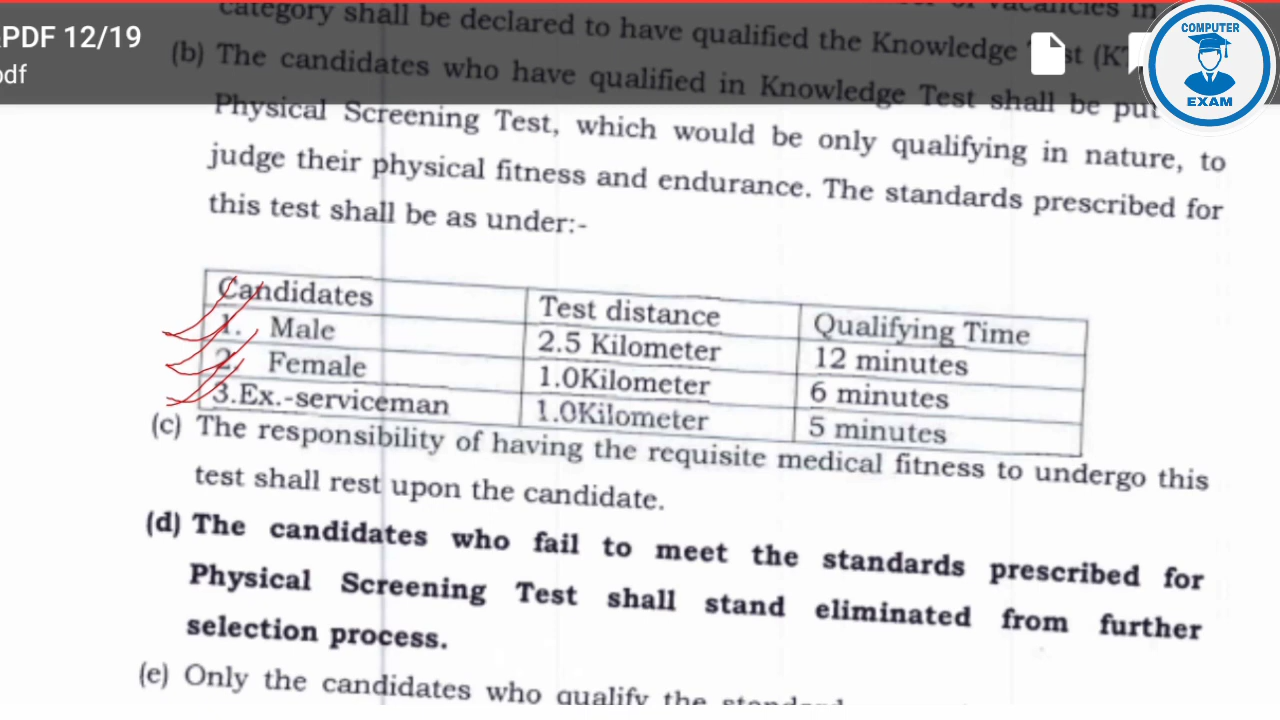 PDF 12/19
odf
COMPUTER
EXAM
category shall be declared to have qualified the Knowledge
(b) The candidates who have qualified in Knowledge Test shall be put
Physical Screening Test, which would be only qualifying in nature, to
judge their physical fitness and endurance. The standards prescribed for
this test shall be as under:-
Candidates Test distance Qualifying Time
1. Male 2.5 Kilometer 12 minutes
2. Female 1.0Kilometer 6 minutes
3.Ex.-serviceman 1.0Kilometer 5 minutes
(c) The responsibility of having the requisite medical fitness to undergo this
test shall rest upon the candidate.
(d) The candidates who fail to meet the standards prescribed for
Physical Screening Test shall stand eliminated from further
selection process.
(e) Only the candidates who qualify the standard